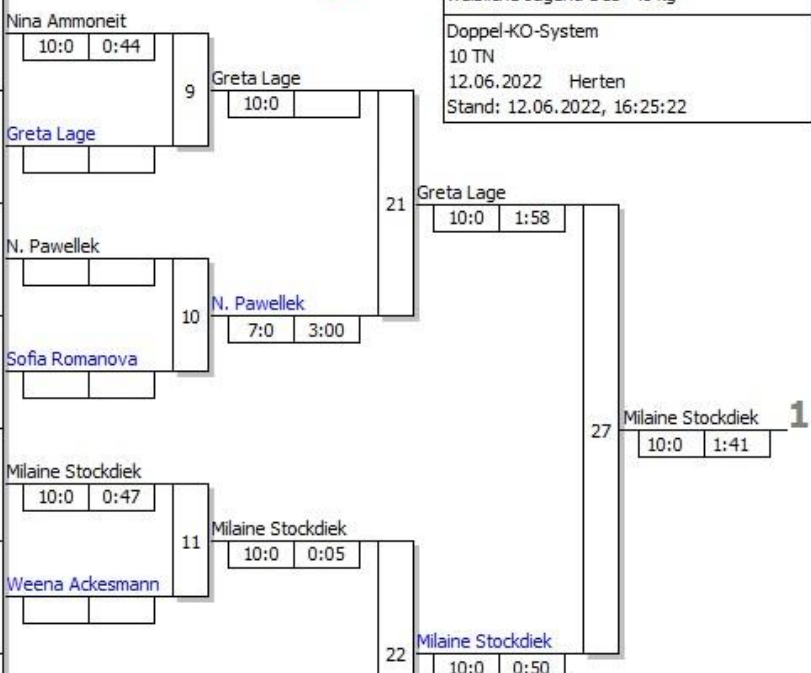 Nina Ammoneit
10:0 0:44
9
Greta Lage
10:0
Greta Lage
21
Greta Lage
10:0 1:58
N. Pawellek
10
N. Pawellek
7:0 3:00
Sofia Romanova
27
Milaine Stockdiek
10:0 1:41
1
Milaine Stockdiek
10:0 0:47
11
Milaine Stockdiek
10:0 0:05
Weena Ackesmann
22
Milaine Stockdiek
10:0 0:50
Doppel-KO-System
10 TN
12.06.2022 Herten
Stand: 12.06.2022, 16:25:22